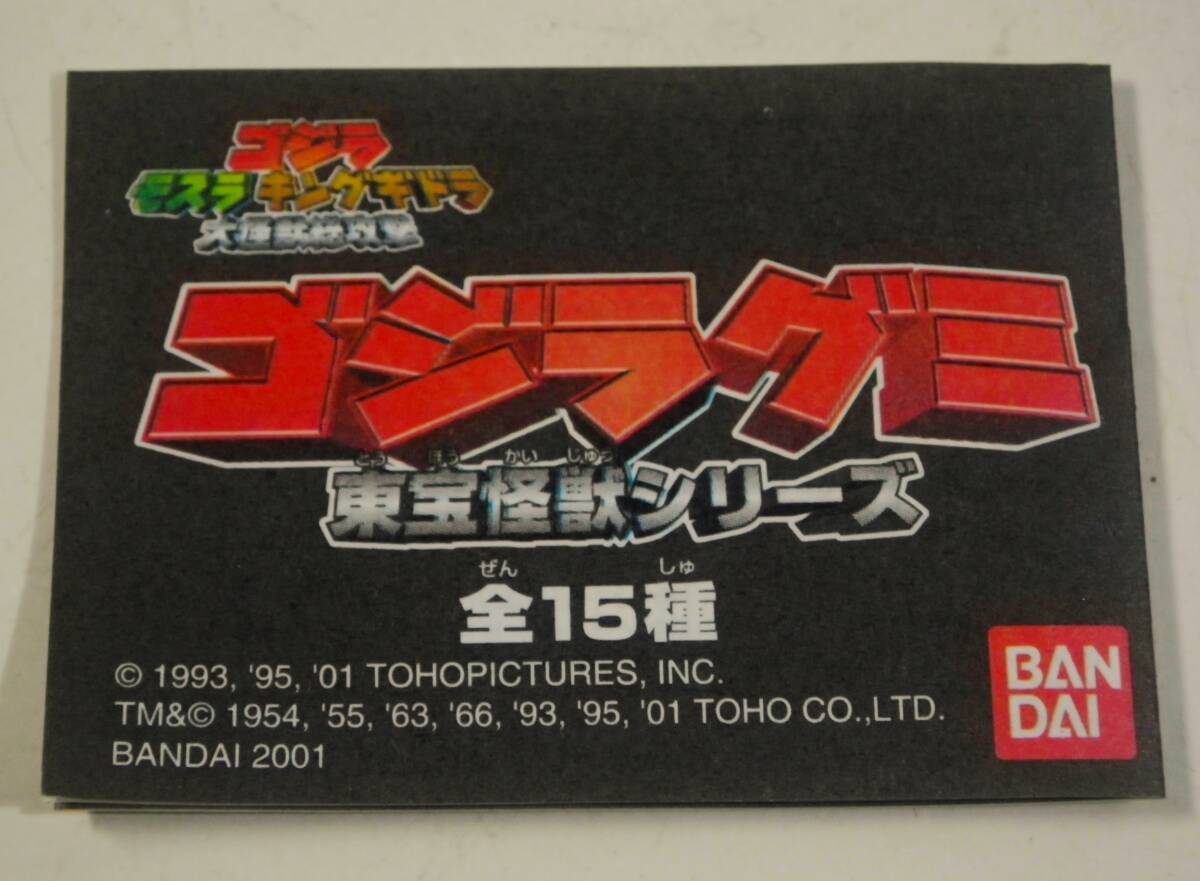 ゴジラ
モスラ キングギドラ
大怪獣総攻撃
ゴジラグミ
とう ほう かい じゅう
東宝怪獣シリーズ
ぜん しゅ
全15種
© 1993, '95, '01 TOHOPICTURES, INC.
TM&© 1954, '55, '63, '66, '93, '95, '01 TOHO CO.,LTD.
BANDAI 2001
BAN
DAI